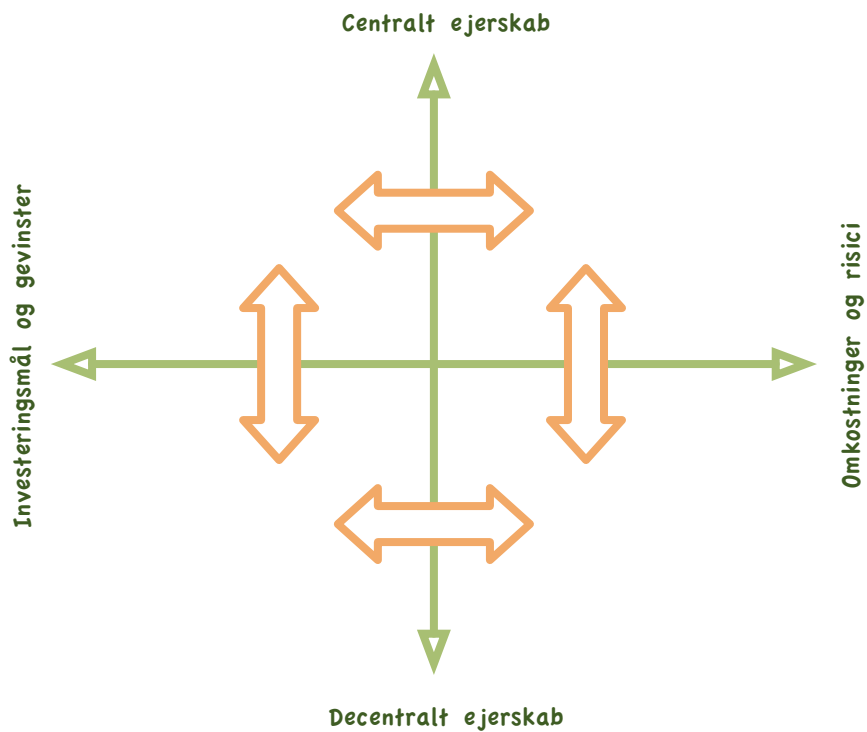 Centralt ejerskab
Investeringsmål og gevinster
Omkostninger og risici
Decentralt ejerskab